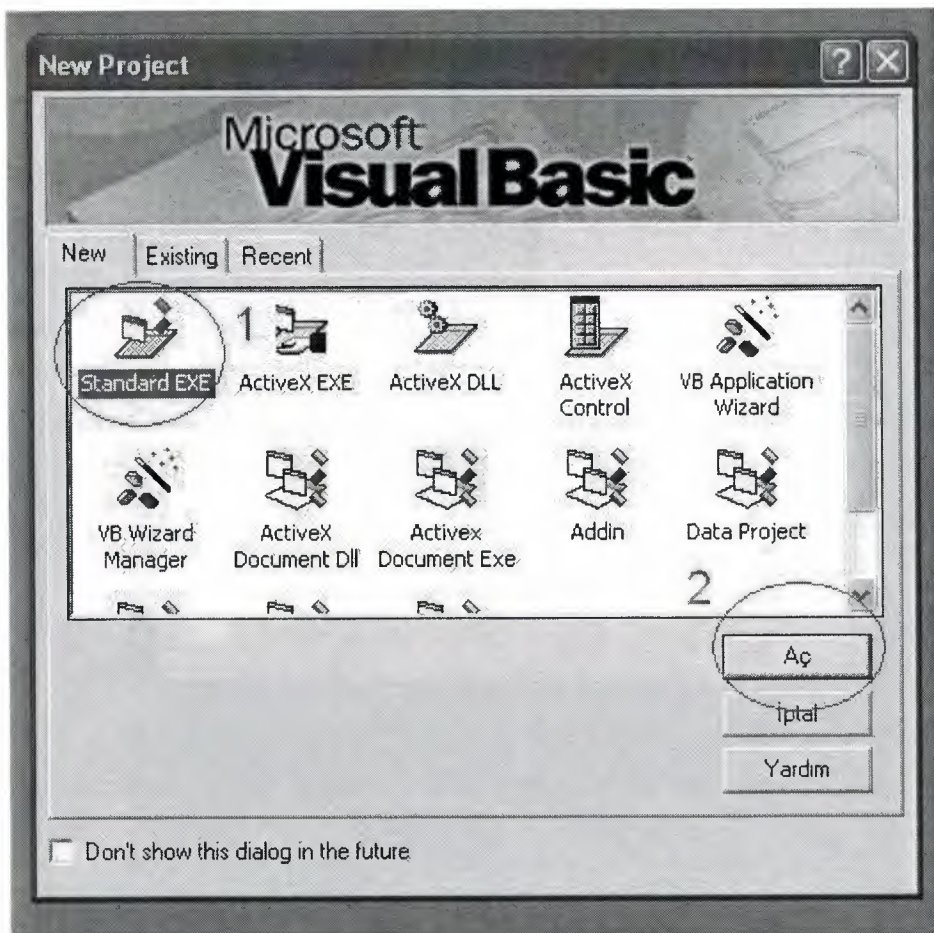 New Project
Microsoft
Visual Basic
New Existing Recent
1
Standard EXE ActiveX EXE ActiveX DLL ActiveX Control VB Application Wizard
VB Wizard Manager ActiveX Document Dll Activex Document Exe Addin Data Project
2
Aç
İptal
Yardım
Don't show this dialog in the future